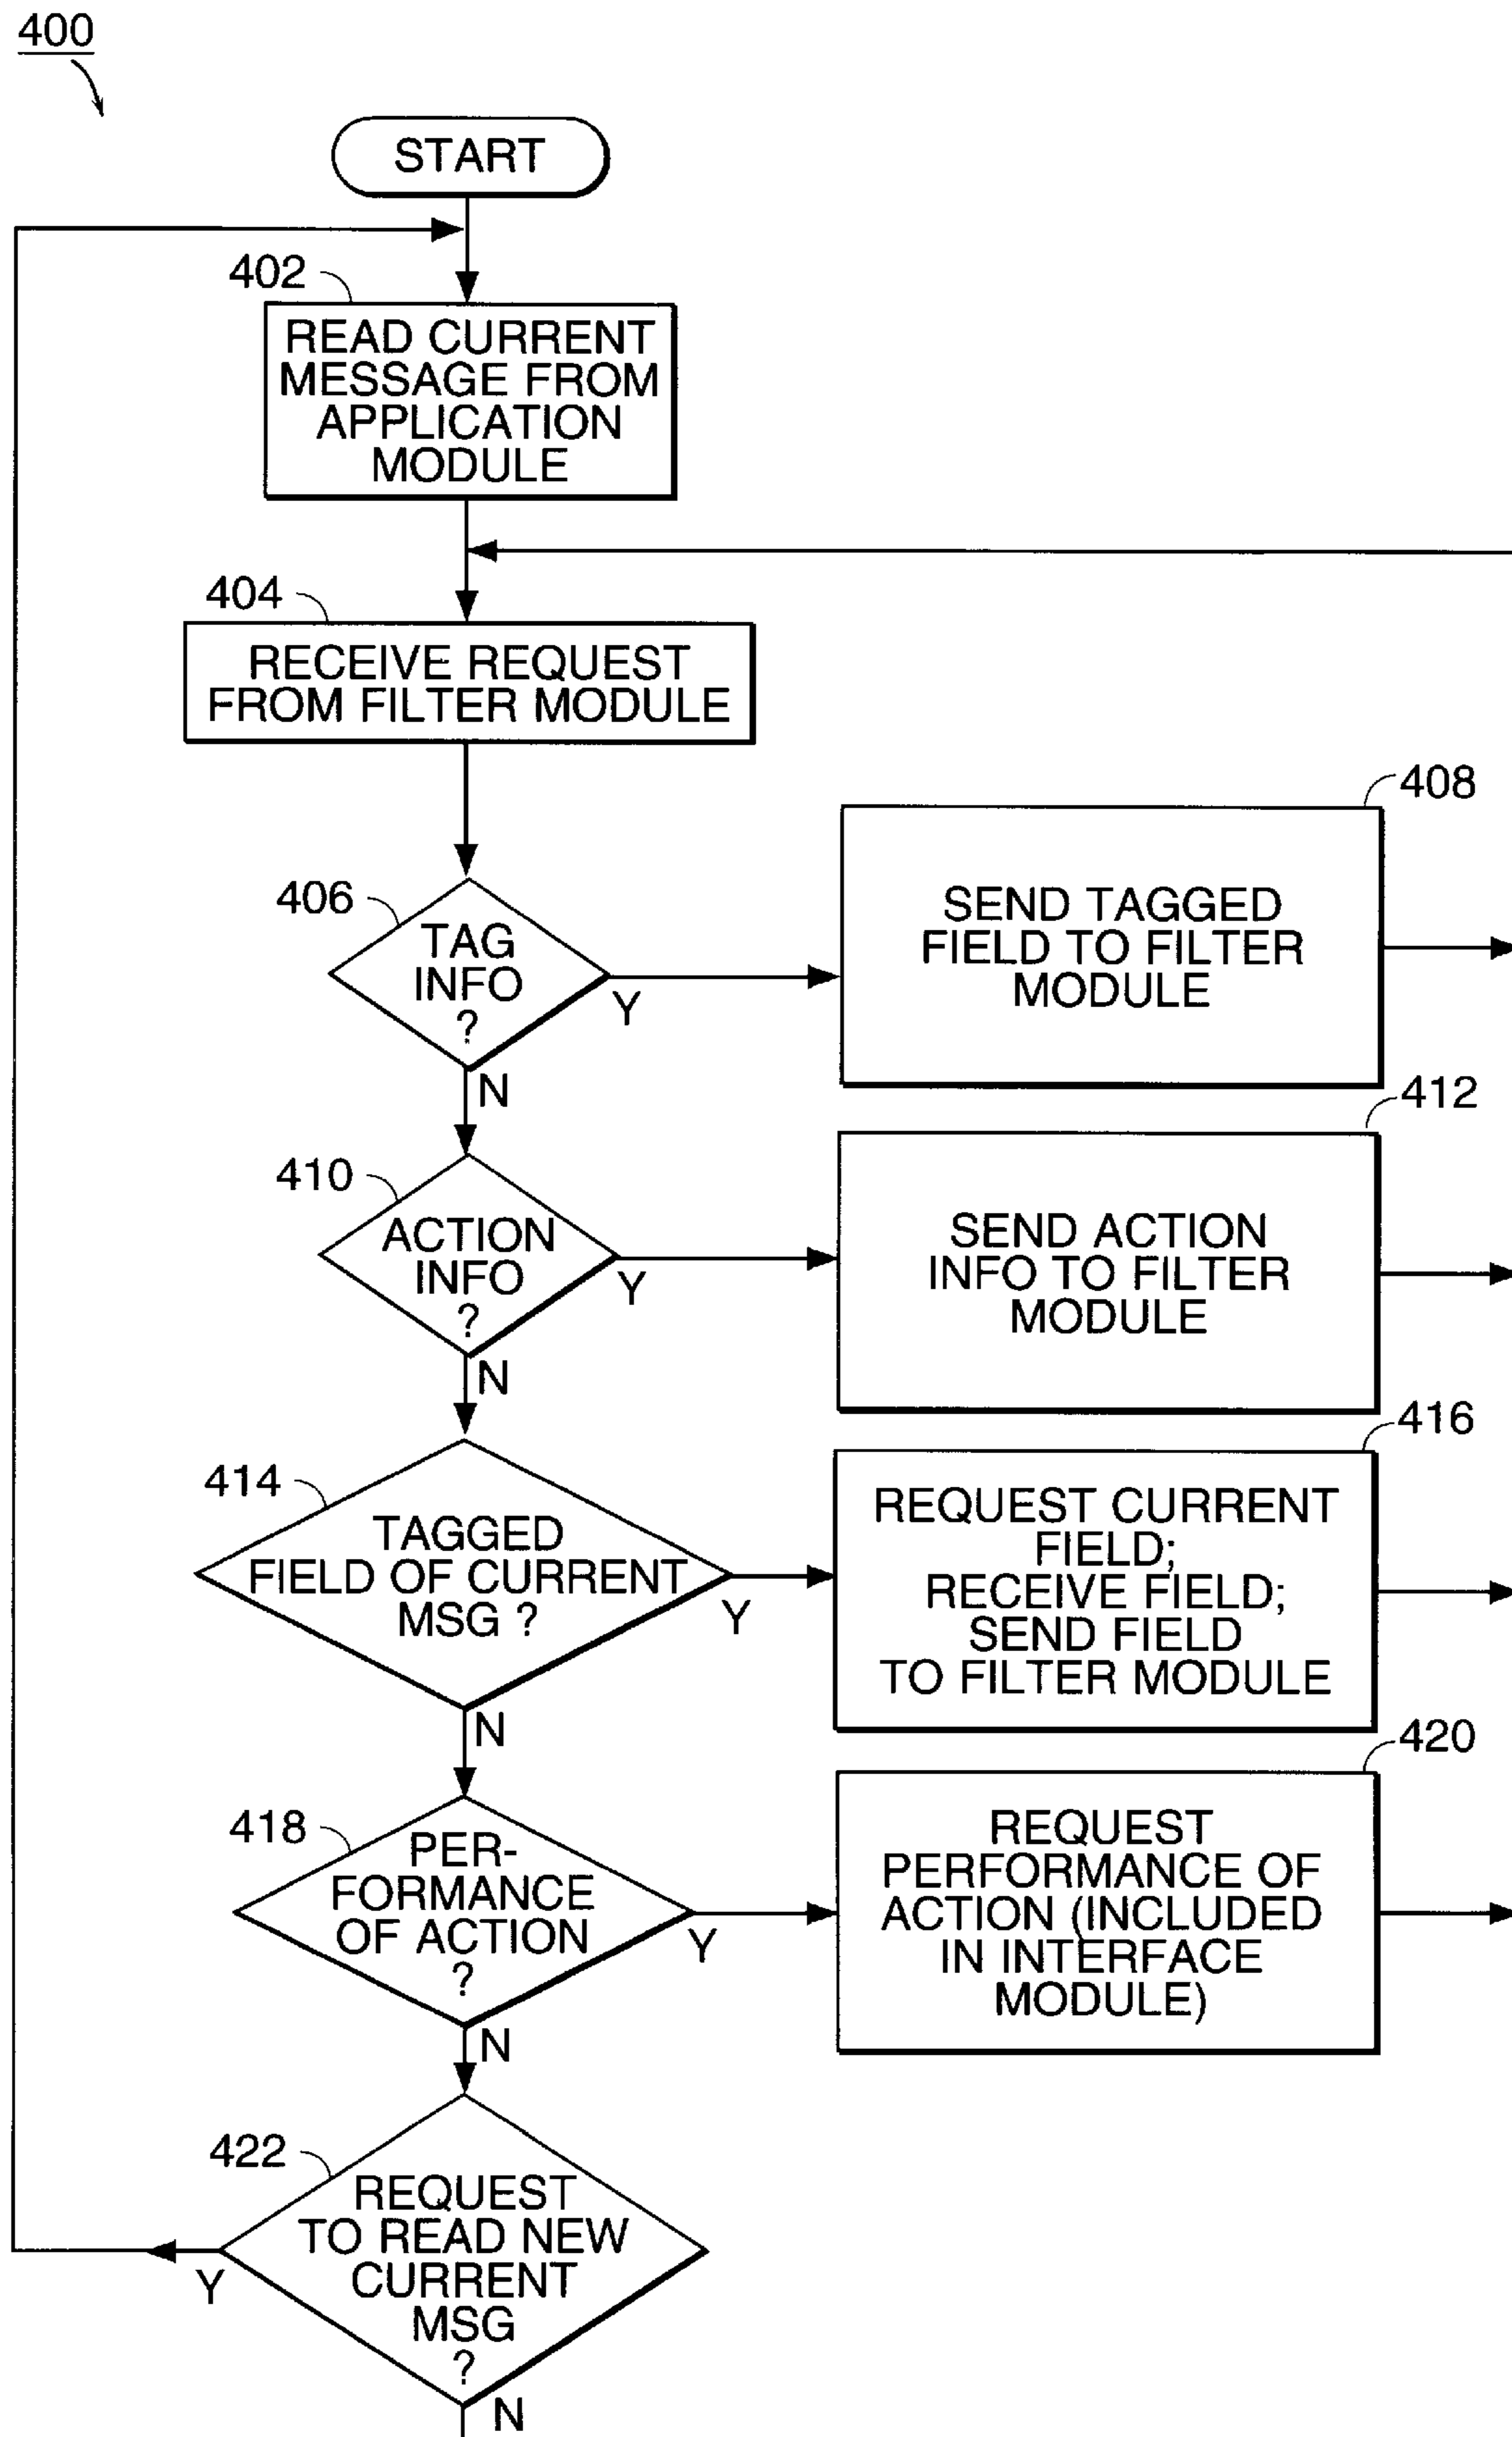 400
START
402
READ CURRENT
MESSAGE FROM
APPLICATION
MODULE
404
RECEIVE REQUEST
FROM FILTER MODULE
406
TAG
INFO
?
Y
N
408
SEND TAGGED
FIELD TO FILTER
MODULE
410
ACTION
INFO
?
Y
N
412
SEND ACTION
INFO TO FILTER
MODULE
414
TAGGED
FIELD OF CURRENT
MSG ?
Y
N
416
REQUEST CURRENT
FIELD;
RECEIVE FIELD;
SEND FIELD
TO FILTER MODULE
418
PER-
FORMANCE
OF ACTION
?
Y
N
420
REQUEST
PERFORMANCE OF
ACTION (INCLUDED
IN INTERFACE
MODULE)
422
REQUEST
TO READ NEW
CURRENT
MSG
?
Y
N